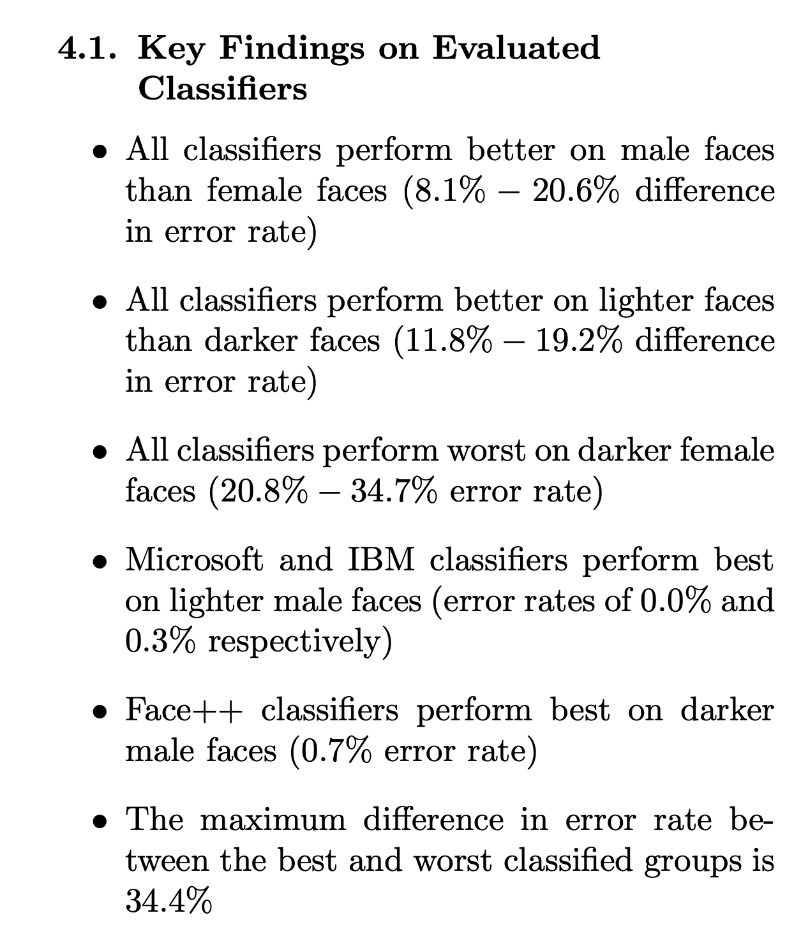 4.1. Key Findings on Evaluated
Classifiers
• All classifiers perform better on male faces
than female faces (8.1% – 20.6% difference
in error rate)
• All classifiers perform better on lighter faces
than darker faces (11.8% – 19.2% difference
in error rate)
• All classifiers perform worst on darker female
faces (20.8% – 34.7% error rate)
• Microsoft and IBM classifiers perform best
on lighter male faces (error rates of 0.0% and
0.3% respectively)
• Face++ classifiers perform best on darker
male faces (0.7% error rate)
• The maximum difference in error rate be-
tween the best and worst classified groups is
34.4%